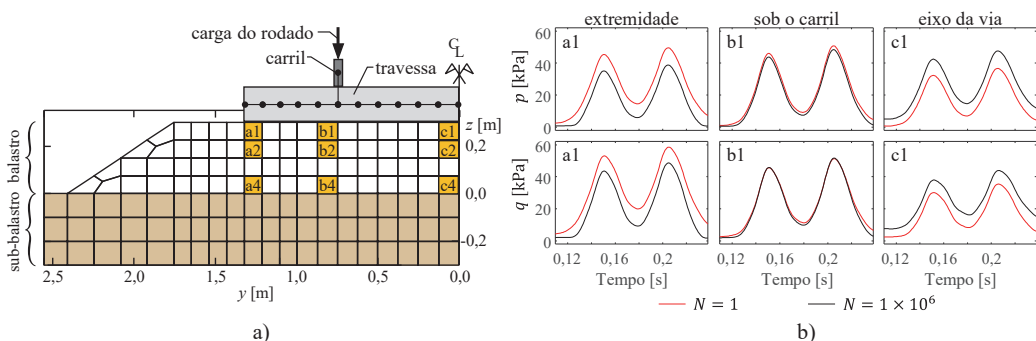 carga do rodado
carril
travessa
C
L
a1 b1 c1
a2 b2 c2
a4 b4 c4
z [m]
0,2
0,0
-0,2
balastro
sub-balastro
2,5 2,0 1,5 1,0 0,5 0,0
y [m]
a)
extremidade sob o carril eixo da via
p [kPa]
60
40
20
0
a1 b1 c1
q [kPa]
60
40
20
0
a1 b1 c1
0,12 0,16 0,2 0,12 0,16 0,2 0,12 0,16 0,2
Tempo [s] Tempo [s] Tempo [s]
N = 1 N = 1 × 10⁶
b)